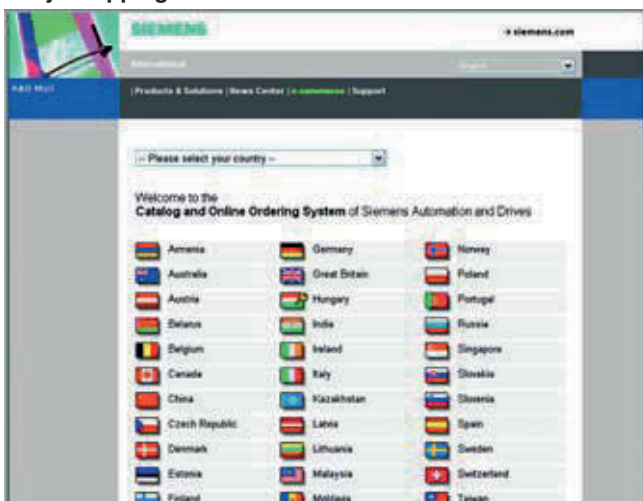 SIEMENS
siemens.com
International
English
A&D Mall
|Products & Solutions |News Center |e-commerce |Support
-- Please select your country --
Welcome to the
Catalog and Online Ordering System of Siemens Automation and Drives
Armenia Germany Norway
Australia Great Britain Poland
Austria Hungary Portugal
Belarus India Russia
Belgium Ireland Singapore
Canada Italy Slovakia
China Kazakhstan Slovenia
Czech Republic Latvia Spain
Denmark Lithuania Sweden
Estonia Malaysia Switzerland
Finland Moldova Taiwan